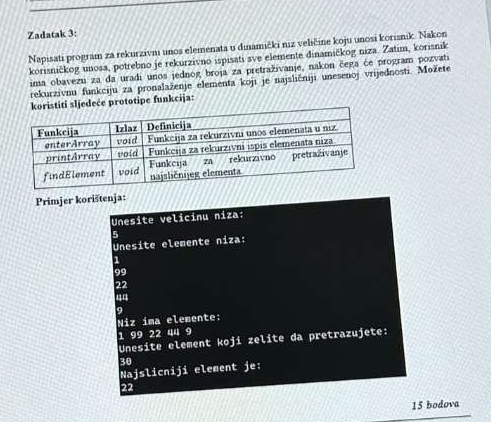 Zadatak 3:
Napisati program za rekurzivni unos elemenata u dinamički niz veličine koju unosi korisnik. Nakon
korisničkog unosa, potrebno je rekurzivno ispisati sve elemente dinamičkog niza. Zatim, korisnik
ima obavezu za da uradi unos jednog broja za pretraživanje, nakon čega će program pozvati
rekurzivnu funkciju za pronalaženje elementa koji je najsličniji unesenoj vrijednosti. Možete
koristiti sljedeće prototipe funkcija:
Funkcija Izlaz Definicija
enterArray void Funkcija za rekurzivni unos elemenata u niz.
printArray void Funkcija za rekurzivni ispis elemenata niza.
findElement void Funkcija za rekurzivno pretraživanje
najsličnijeg elementa.
Primjer korištenja:
Unesite velicinu niza:
5
Unesite elemente niza:
1
99
22
44
9
Niz ima elemente:
1 99 22 44 9
Unesite element koji zelite da pretrazujete:
30
Najslicniji element je:
22
15 bodova